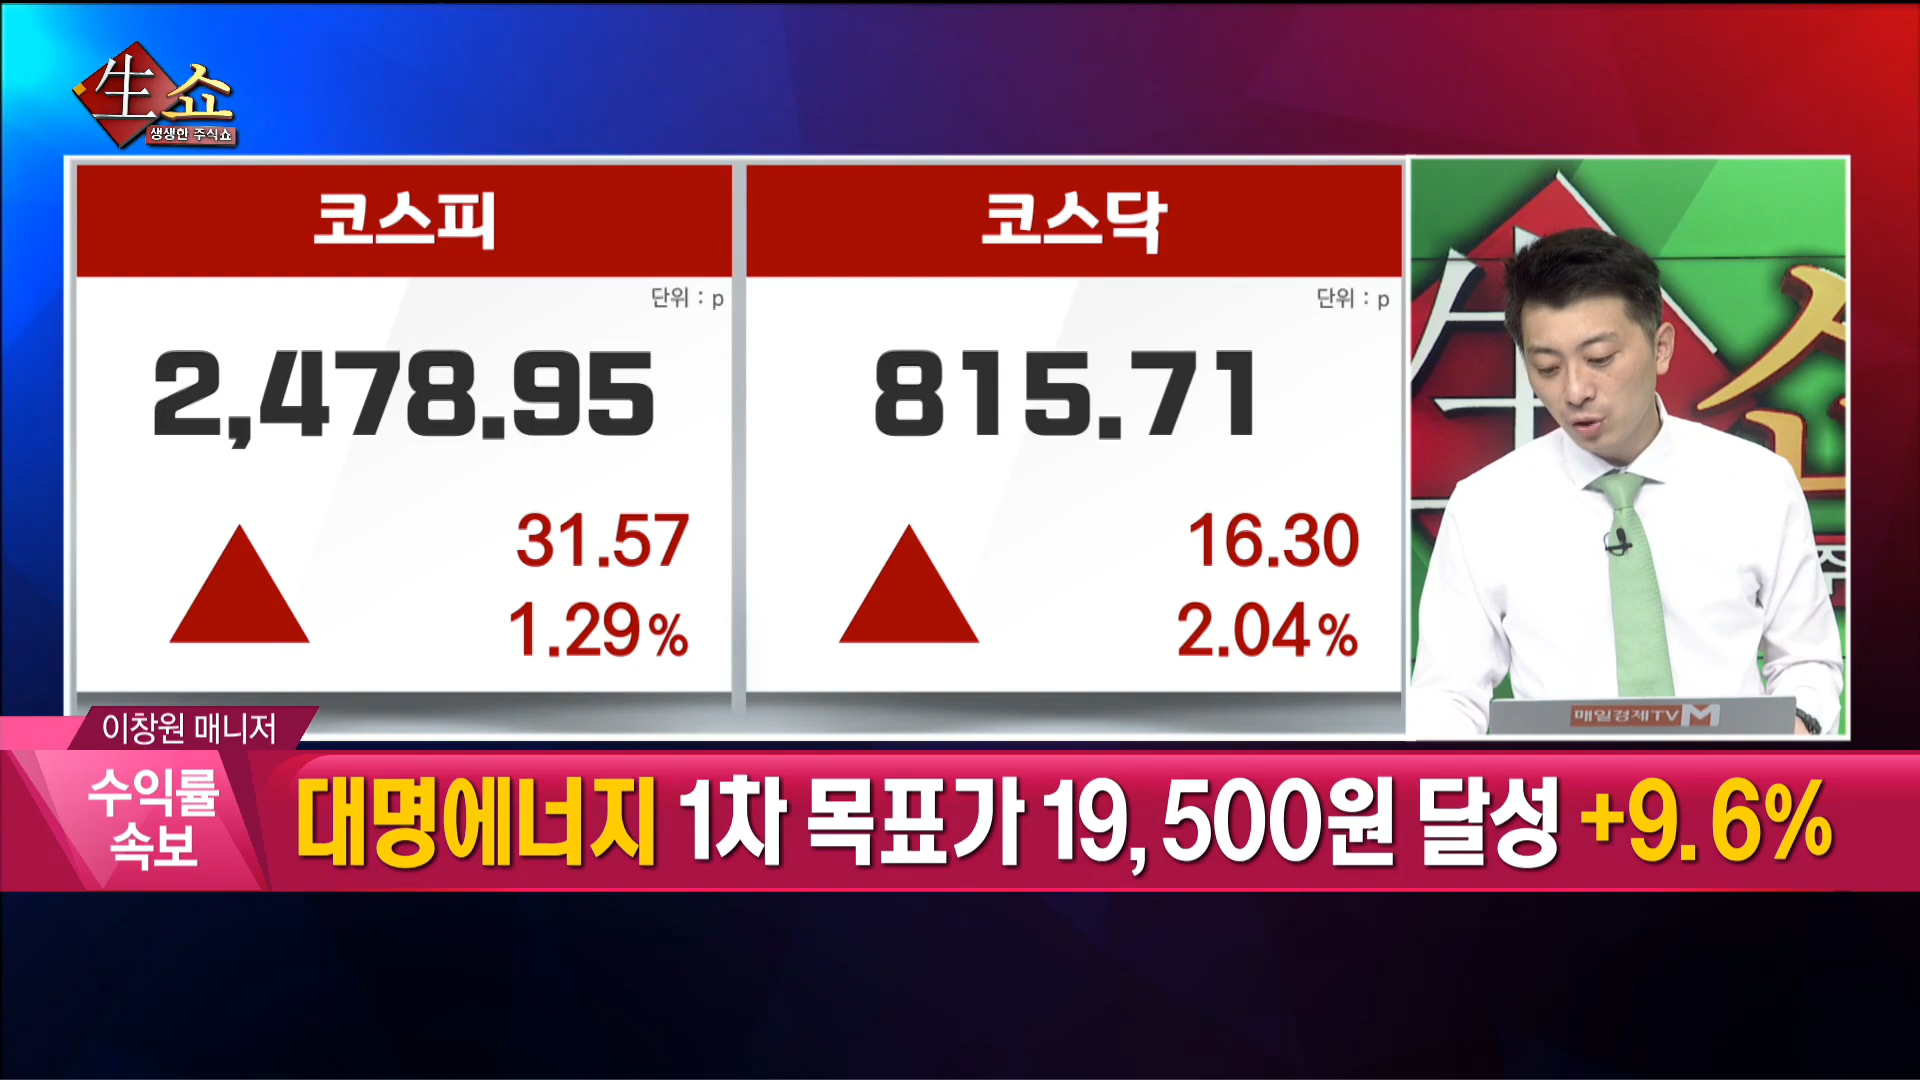 生쇼
생생한 주식쇼
코스피
단위 : p
2,478.95
31.57
1.29%
코스닥
단위 : p
815.71
16.30
2.04%
생쇼
주
매일경제TV M
이창원 매니저
수익률
속보
대명에너지 1차 목표가 19,500원 달성 +9.6%